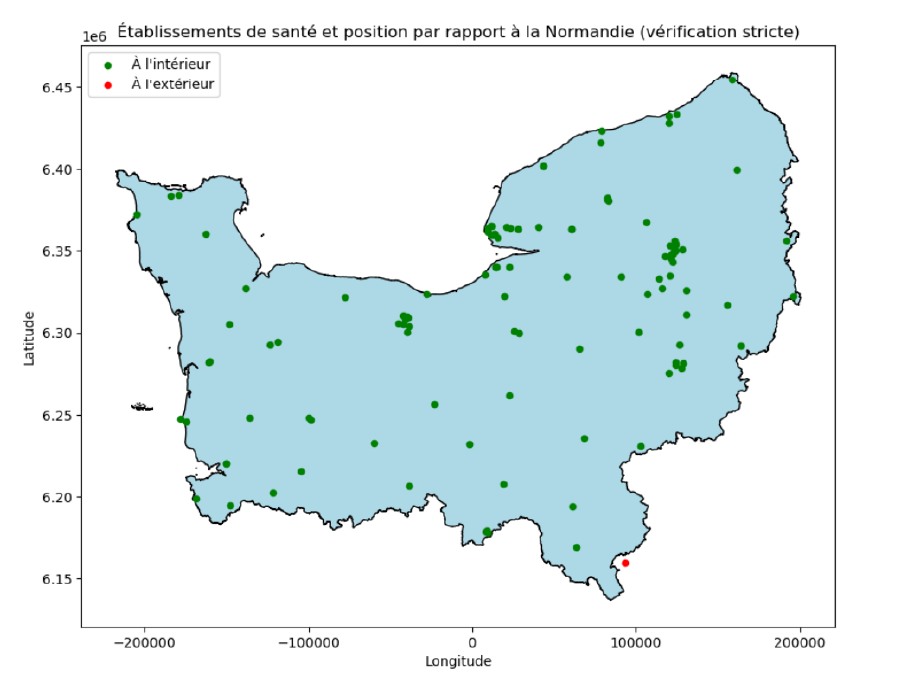 Établissements de santé et position par rapport à la Normandie (vérification stricte)
1e6
À l'intérieur
À l'extérieur
6.45
6.40
6.35
6.30
6.25
6.20
6.15
Latitude
−200000
−100000
0
100000
200000
Longitude